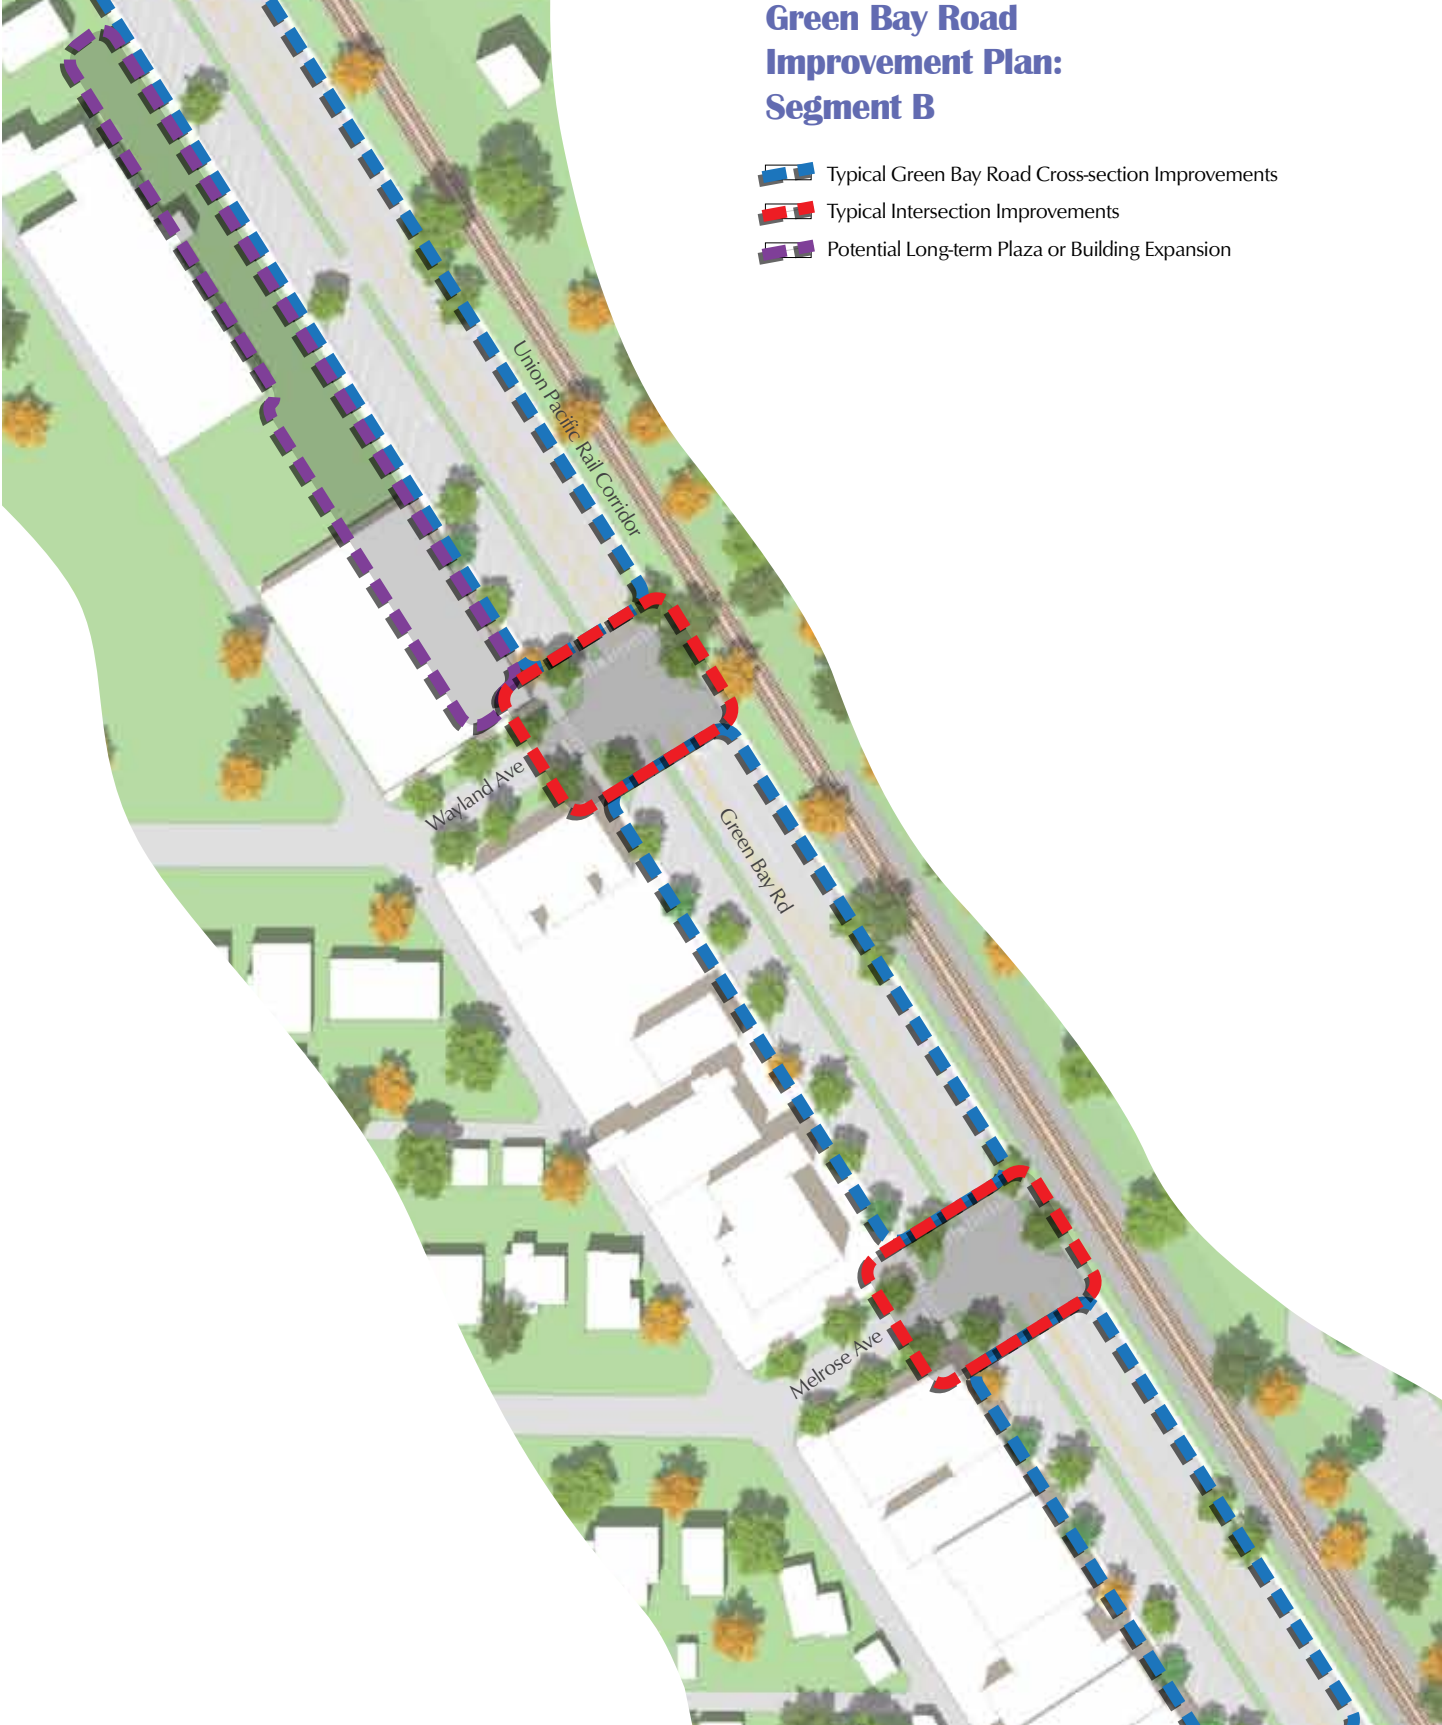 Green Bay Road
Improvement Plan:
Segment B
Typical Green Bay Road Cross-section Improvements
Typical Intersection Improvements
Potential Long-term Plaza or Building Expansion
Union Pacific Rail Corridor
Wayland Ave
Green Bay Rd
Melrose Ave